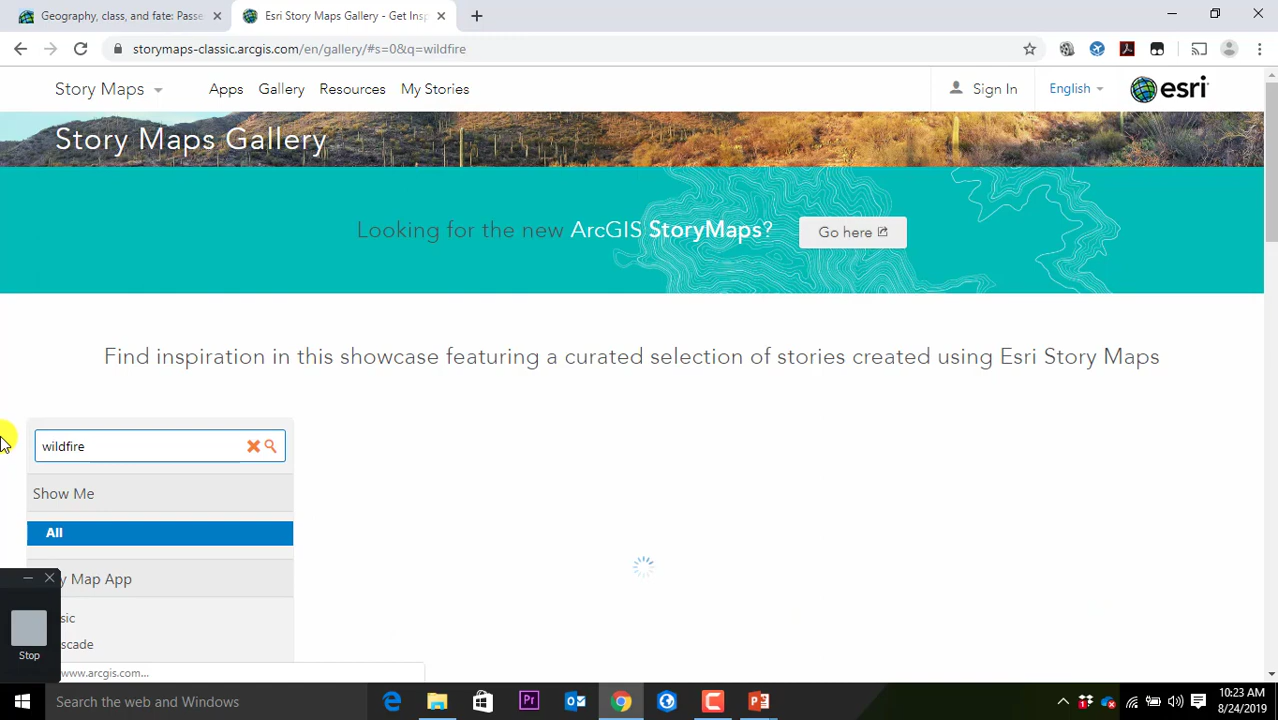 Geography, class, and fate: Passe
Esri Story Maps Gallery - Get Insp
storymaps-classic.arcgis.com/en/gallery/#s=0&q=wildfire
Story Maps
Apps
Gallery
Resources
My Stories
Sign In
English
esri
Story Maps Gallery
Looking for the new ArcGIS StoryMaps?
Go here
Find inspiration in this showcase featuring a curated selection of stories created using Esri Story Maps
wildfire
Show Me
All
y Map App
sic
scade
Stop
www.arcgis.com...
Search the web and Windows
10:23 AM
8/24/2019